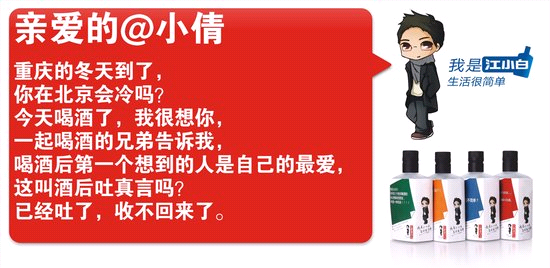 亲爱的@小倩
重庆的冬天到了，
你在北京会冷吗？
今天喝酒了，我很想你，
一起喝酒的兄弟告诉我，
喝酒后第一个想到的人是自己的最爱，
这叫酒后吐真言吗？
已经吐了，收不回来了。
我是江小白
生活很简单